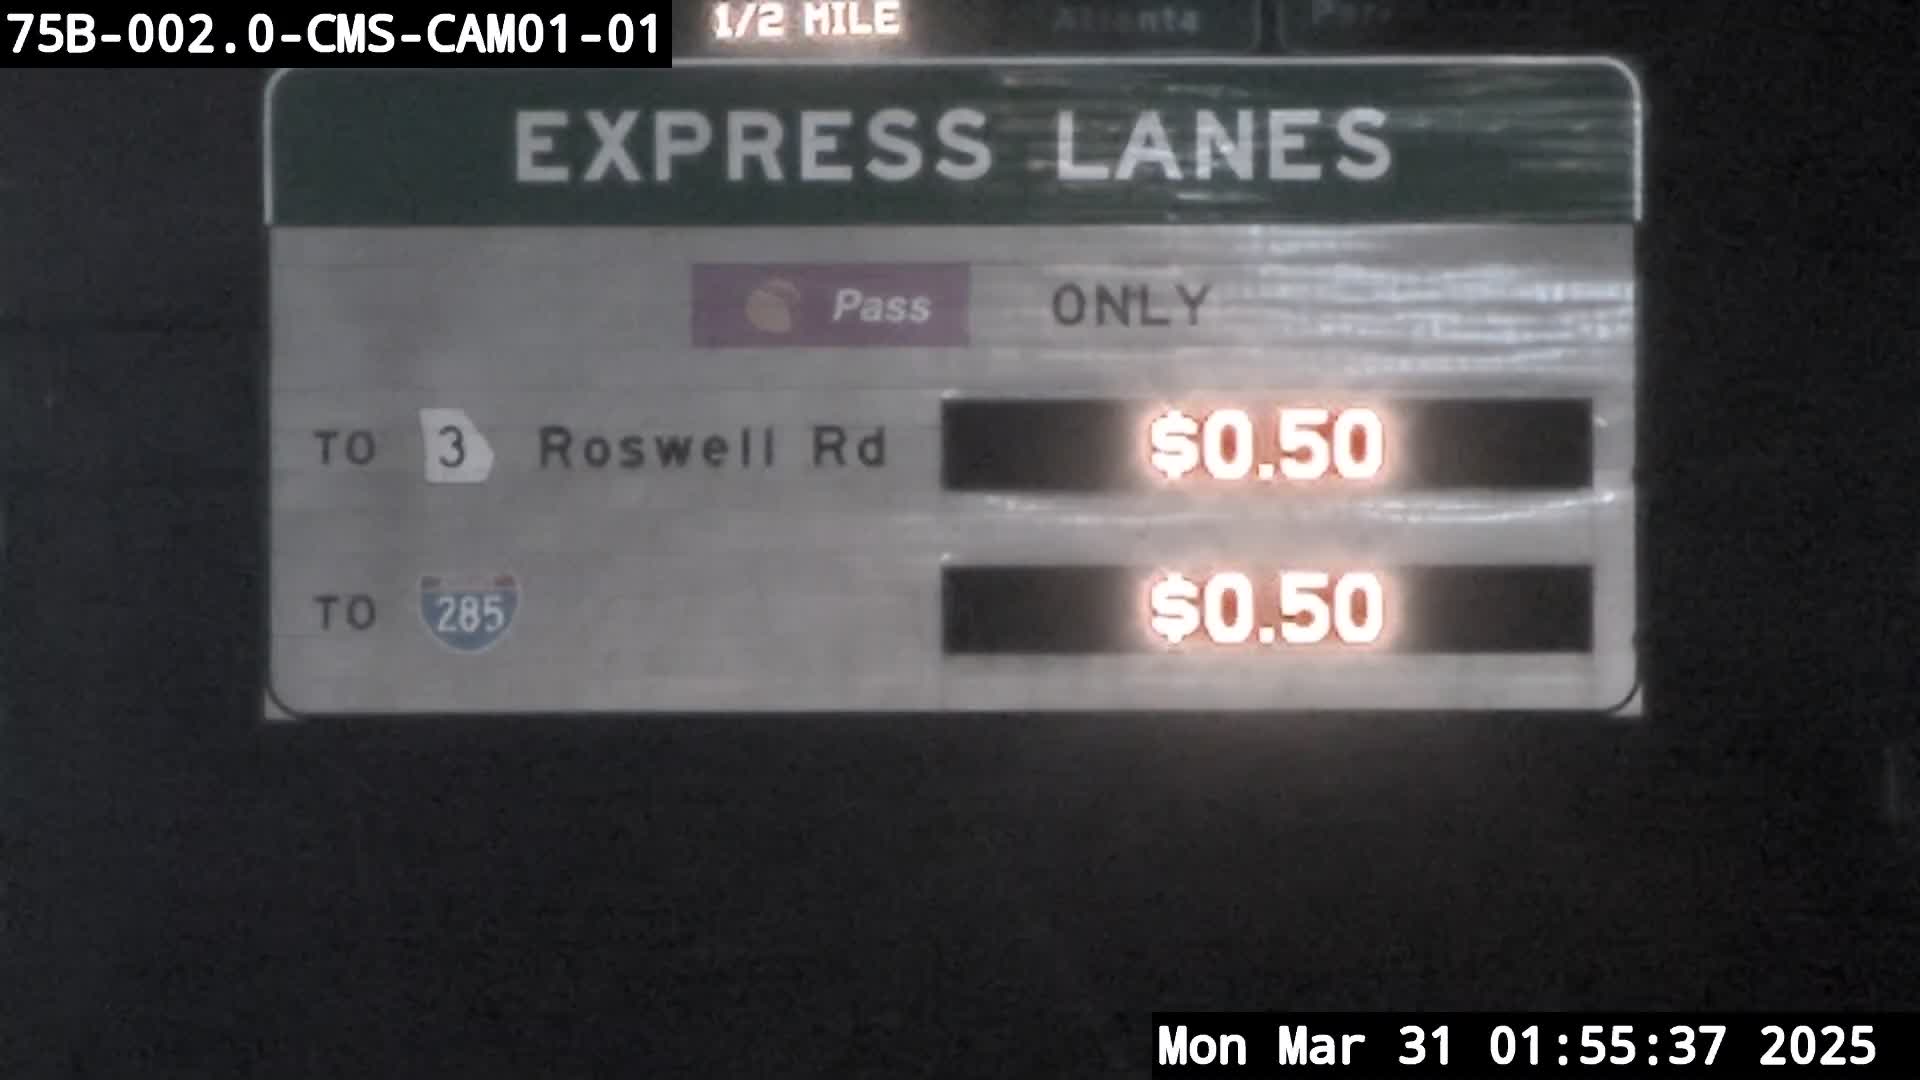 75B-002.0-CMS-CAM01-01
1/2 MILE
Atlanta
EXPRESS LANES
Pass ONLY
TO 3 Roswell Rd $0.50
TO 285 $0.50
Mon Mar 31 01:55:37 2025